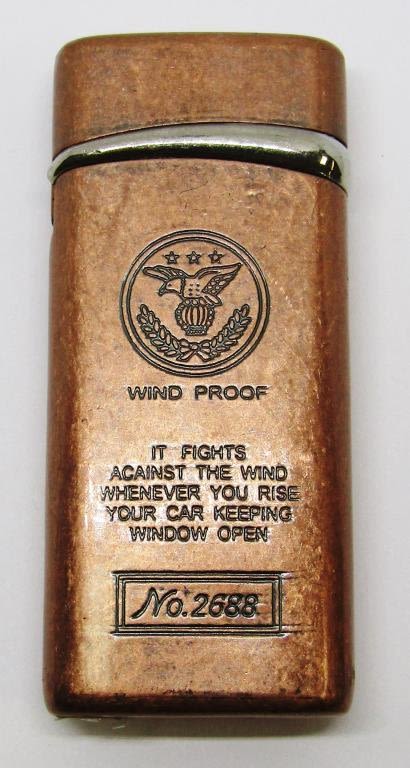 WIND PROOF
IT FIGHTS
AGAINST THE WIND
WHENEVER YOU RISE
YOUR CAR KEEPING
WINDOW OPEN
No. 2688